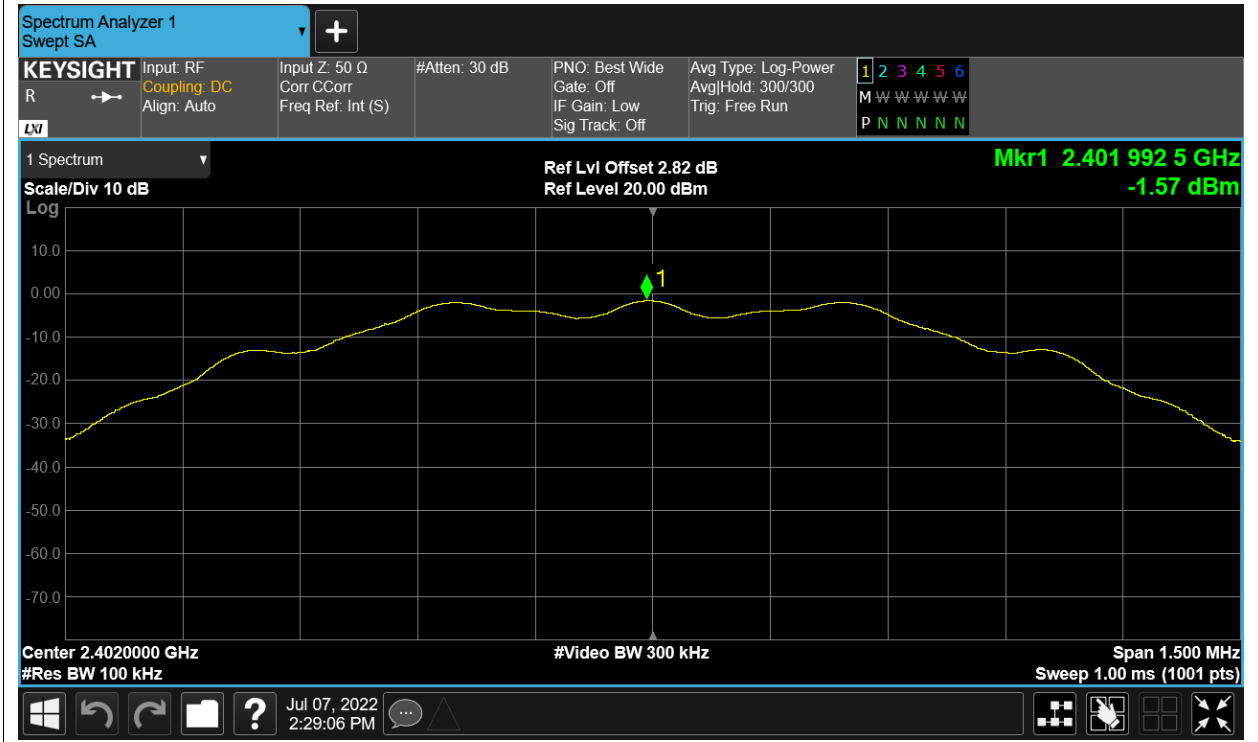 Spectrum Analyzer 1
Swept SA
KEYSIGHT
R
LXI
Input: RF
Coupling: DC
Align: Auto
Input Z: 50 Ω
Corr CCorr
Freq Ref: Int (S)
#Atten: 30 dB
PNO: Best Wide
Gate: Off
IF Gain: Low
Sig Track: Off
Avg Type: Log-Power
Avg|Hold: 300/300
Trig: Free Run
1 2 3 4 5 6
M W W W W W W
P N N N N N N
1 Spectrum
Scale/Div 10 dB
Log
Ref Lvl Offset 2.82 dB
Ref Level 20.00 dBm
Mkr1 2.401 992 5 GHz
-1.57 dBm
10.0
0.00
-10.0
-20.0
-30.0
-40.0
-50.0
-60.0
-70.0
1
Center 2.4020000 GHz
#Res BW 100 kHz
#Video BW 300 kHz
Span 1.500 MHz
Sweep 1.00 ms (1001 pts)
?
Jul 07, 2022
2:29:06 PM